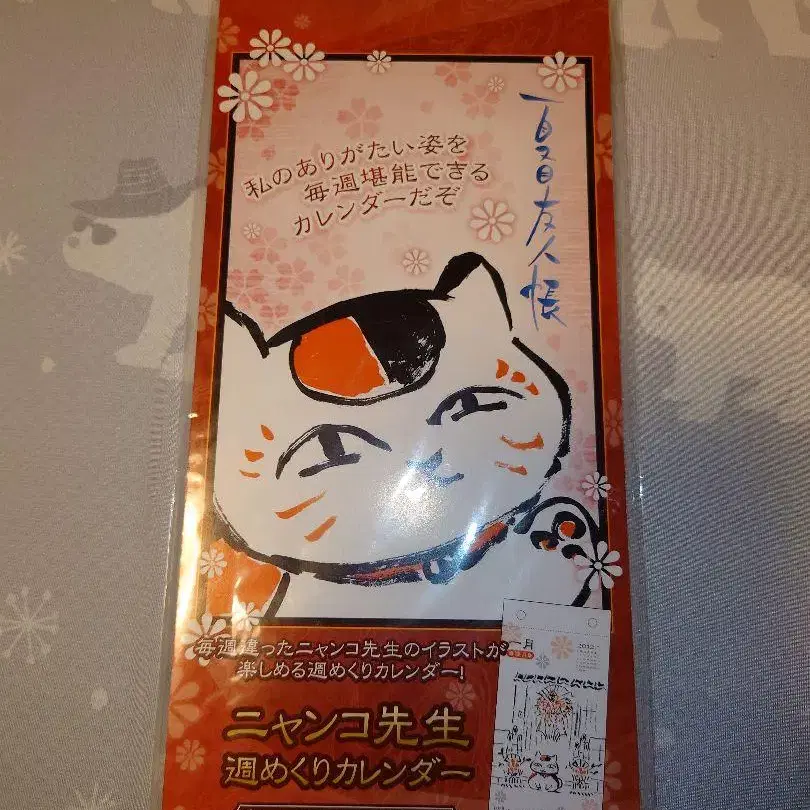 夏目友人帳
私のありがたい姿を
毎週堪能できる
カレンダーだぞ
毎週違ったニャンコ先生のイラストが
楽しめる週めくりカレンダー!
一月
2012
ニャンコ先生
週めくりカレンダー